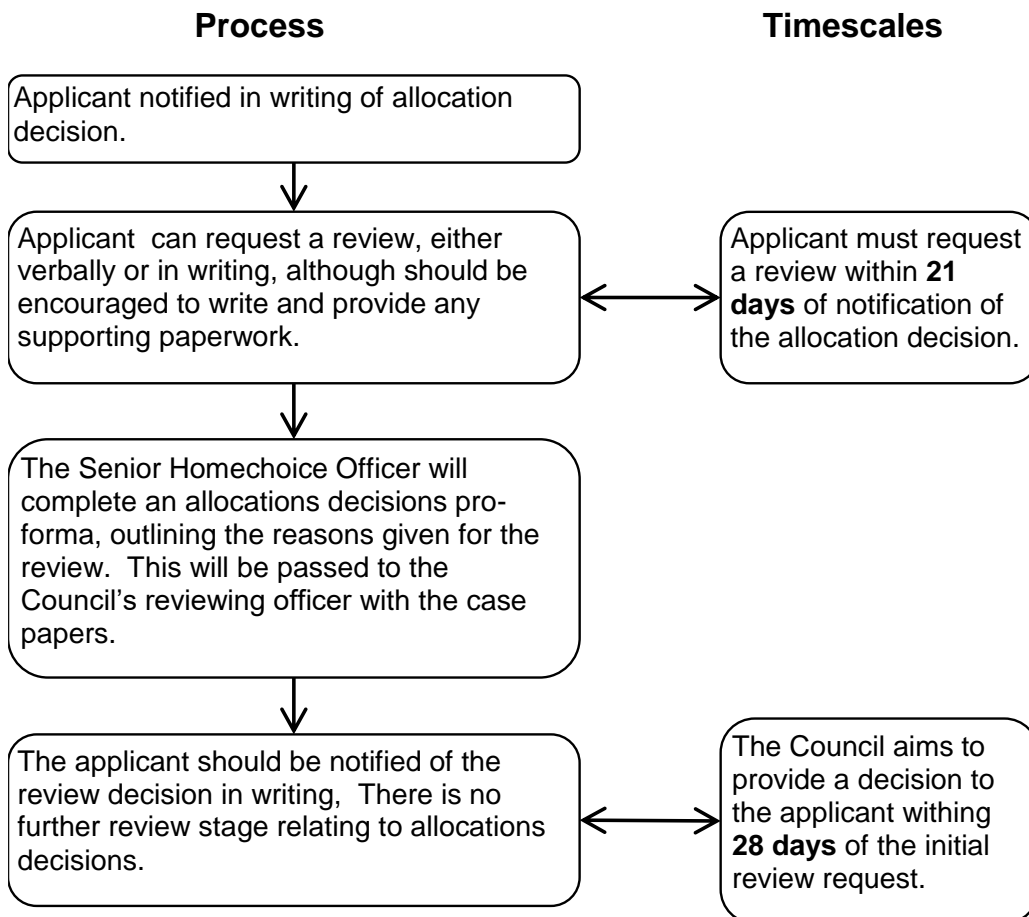 Process
Timescales
Applicant notified in writing of allocation
decision.
Applicant  can request a review, either
verbally or in writing, although should be
encouraged to write and provide any
supporting paperwork.
Applicant must request
a review within 21
days of notification of
the allocation decision.
The Senior Homechoice Officer will
complete an allocations decisions pro-
forma, outlining the reasons given for the
review.  This will be passed to the
Council’s reviewing officer with the case
papers.
The applicant should be notified of the
review decision in writing,  There is no
further review stage relating to allocations
decisions.
The Council aims to
provide a decision to
the applicant withing
28 days of the initial
review request.